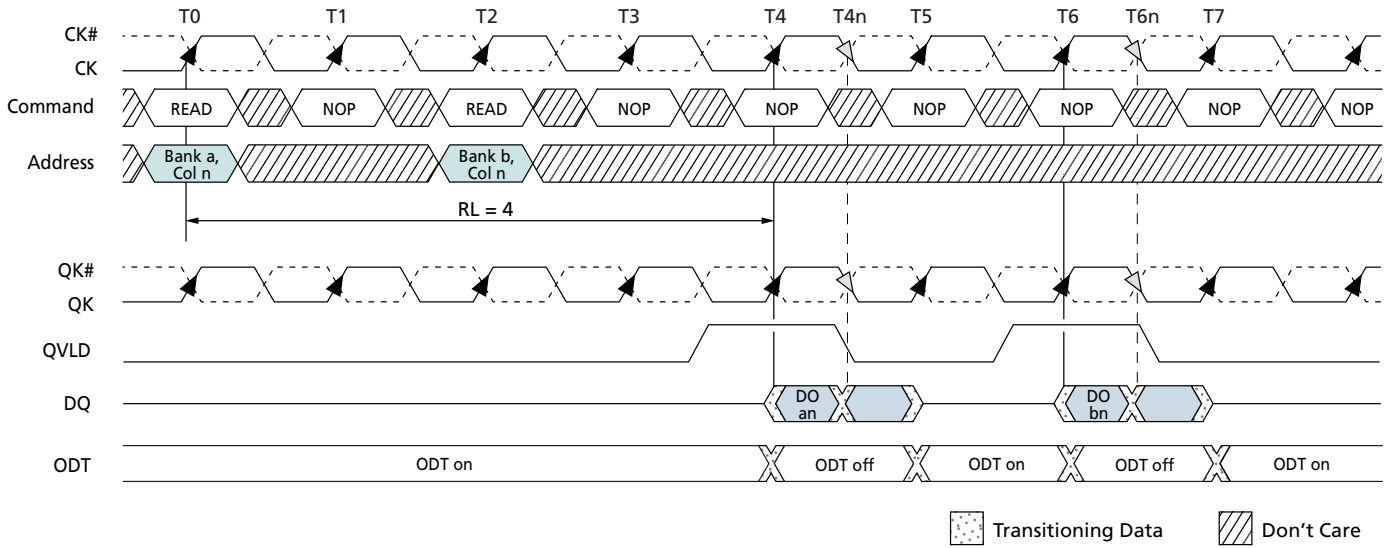 T0 T1 T2 T3 T4 T4n T5 T6 T6n T7
CK#
CK
Command READ NOP READ NOP NOP NOP NOP NOP NOP
Address Bank a, Col n Bank b, Col n
RL = 4
QK#
QK
QVLD
DQ DO an DO bn
ODT ODT on ODT off ODT on ODT off ODT on
Transitioning Data Don't Care